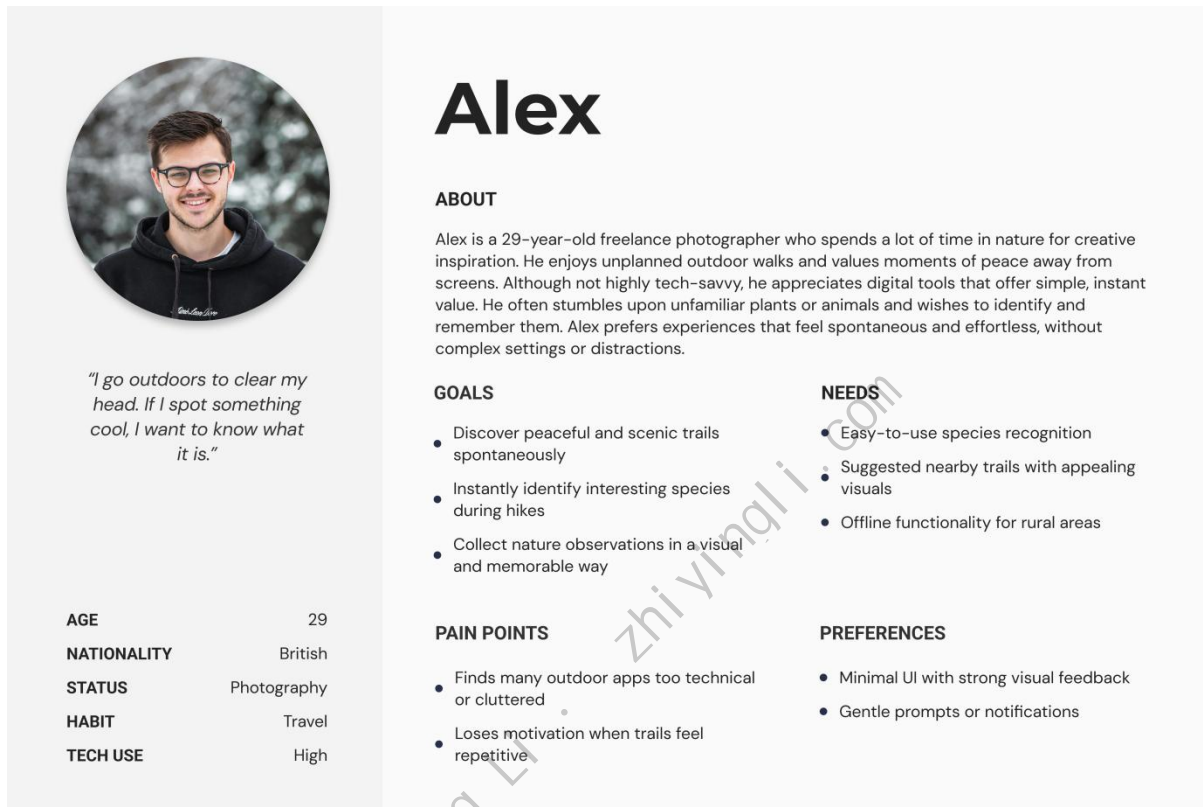 “I go outdoors to clear my
head. If I spot something
cool, I want to know what
it is.”
AGE 29
NATIONALITY British
STATUS Photography
HABIT Travel
TECH USE High
Alex
ABOUT
Alex is a 29-year-old freelance photographer who spends a lot of time in nature for creative
inspiration. He enjoys unplanned outdoor walks and values moments of peace away from
screens. Although not highly tech-savvy, he appreciates digital tools that offer simple, instant
value. He often stumbles upon unfamiliar plants or animals and wishes to identify and
remember them. Alex prefers experiences that feel spontaneous and effortless, without
complex settings or distractions.
GOALS
Discover peaceful and scenic trails
spontaneously
Instantly identify interesting species
during hikes
Collect nature observations in a visual
and memorable way
NEEDS
Easy-to-use species recognition
Suggested nearby trails with appealing
visuals
Offline functionality for rural areas
PAIN POINTS
Finds many outdoor apps too technical
or cluttered
Loses motivation when trails feel
repetitive
PREFERENCES
Minimal UI with strong visual feedback
Gentle prompts or notifications
Li . zhiyingli.com